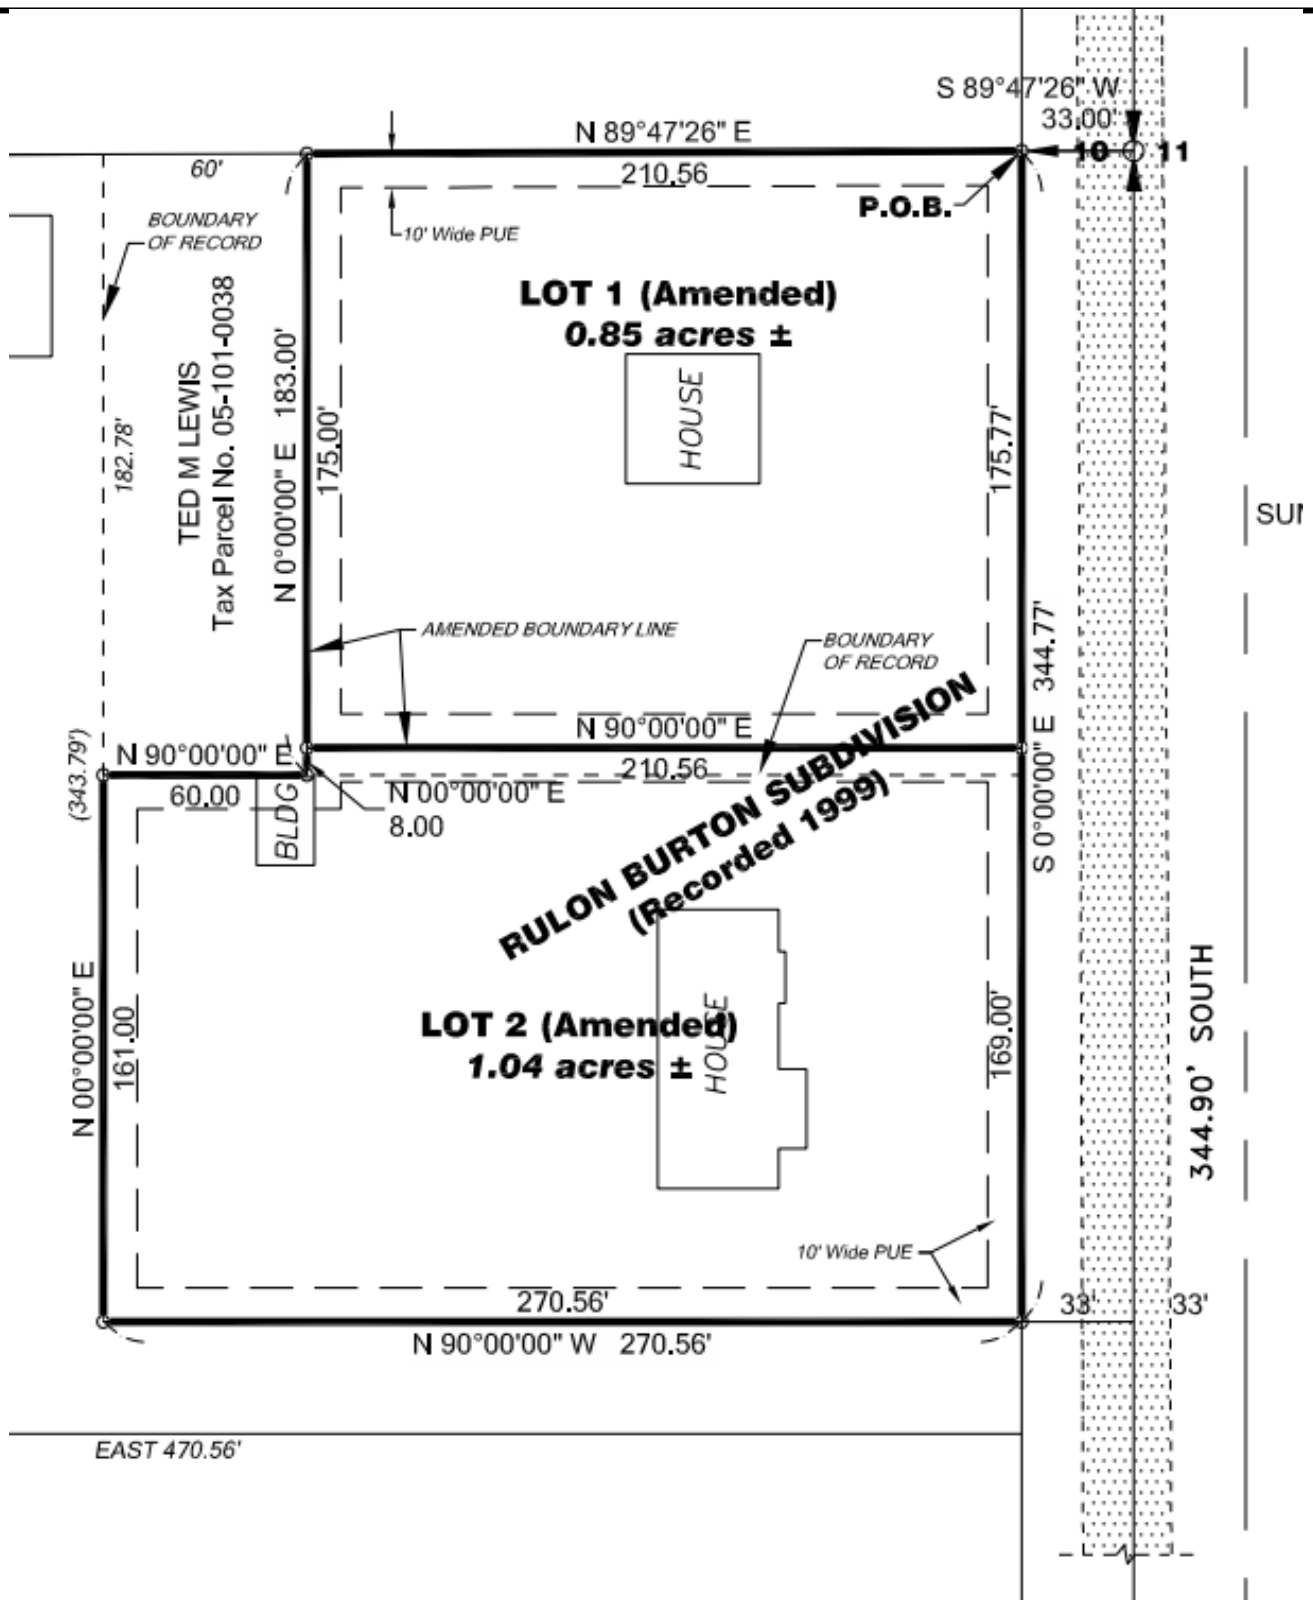 S 89°47'26" W
33.00'
N 89°47'26" E
210.56
10
11
60'
P.O.B.
BOUNDARY
OF RECORD
10' Wide PUE
LOT 1 (Amended)
0.85 acres ±
HOUSE
TED M LEWIS
Tax Parcel No. 05-101-0038
182.78'
N 0°00'00" E 183.00'
175.00'
175.77'
AMENDED BOUNDARY LINE
BOUNDARY
OF RECORD
S 0°00'00" E 344.77'
N 90°00'00" E
210.56
(343.79')
N 90°00'00" E
60.00
N 00°00'00" E
8.00
BLDG
RULON BURTON SUBDIVISION
(Recorded 1999)
LOT 2 (Amended)
1.04 acres ±
HOUSE
N 00°00'00" E
161.00
169.00'
344.90' SOUTH
10' Wide PUE
270.56'
N 90°00'00" W 270.56'
33'
33'
EAST 470.56'